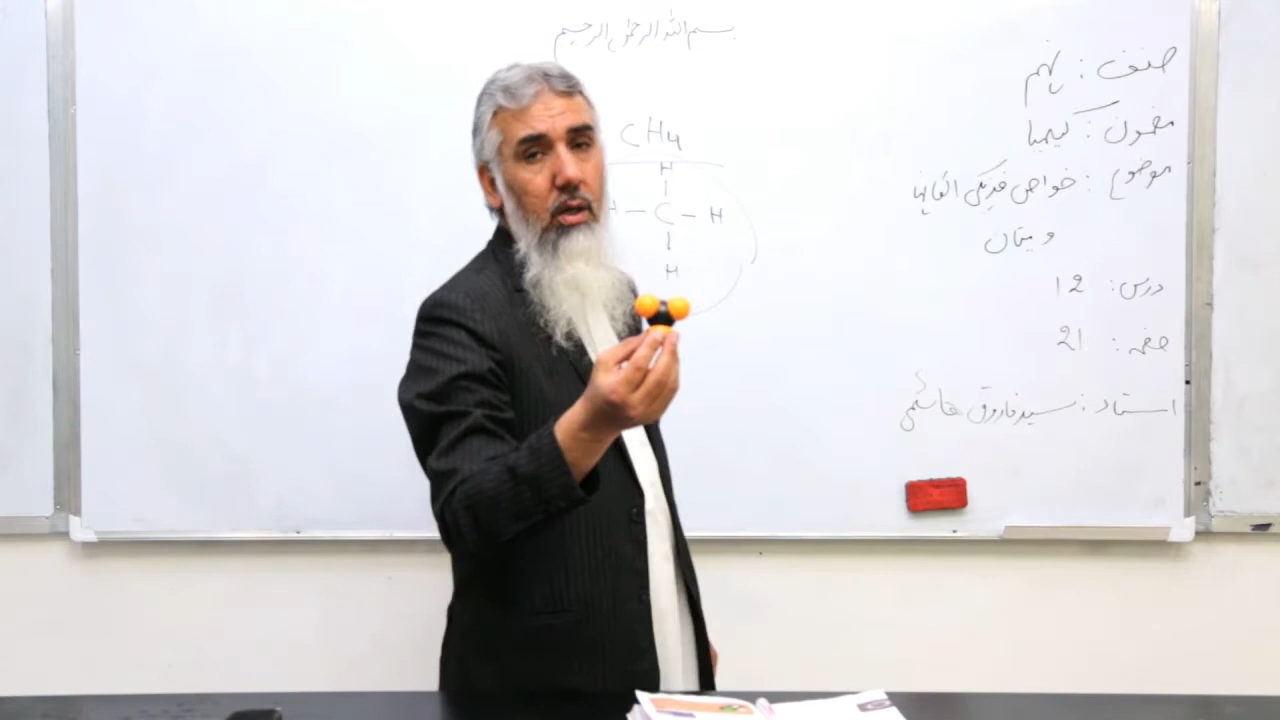 بسم الله الرحمن الرحیم
صنف: نهم
مضمون: کیمیا
موضوع: خواص فزیکی الکانها
و میتان
درس: 12
صفحه: 21
استاد: سید فاروق هاشمی
CH4
H
H – C – H
H